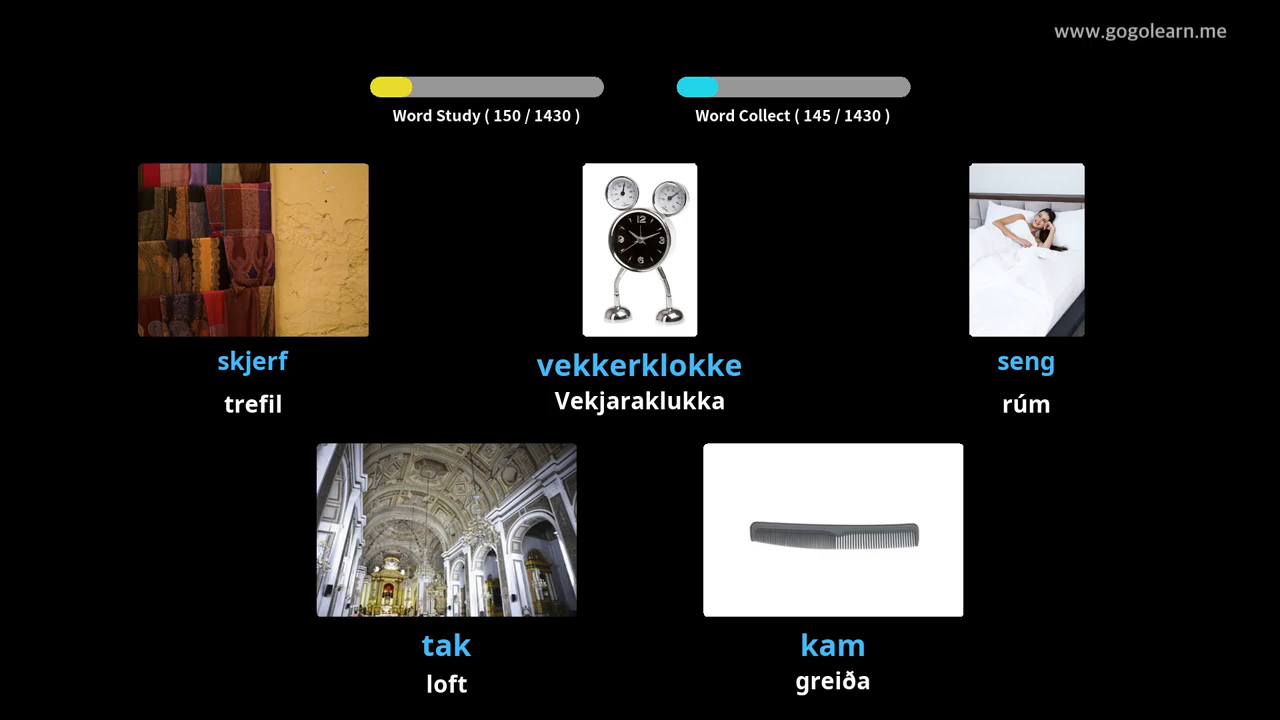 www.gogolearn.me
Word Study ( 150 / 1430 )
Word Collect ( 145 / 1430 )
skjerf
trefil
vekkerklokke
Vekjaraklukka
seng
rúm
tak
loft
kam
greiða